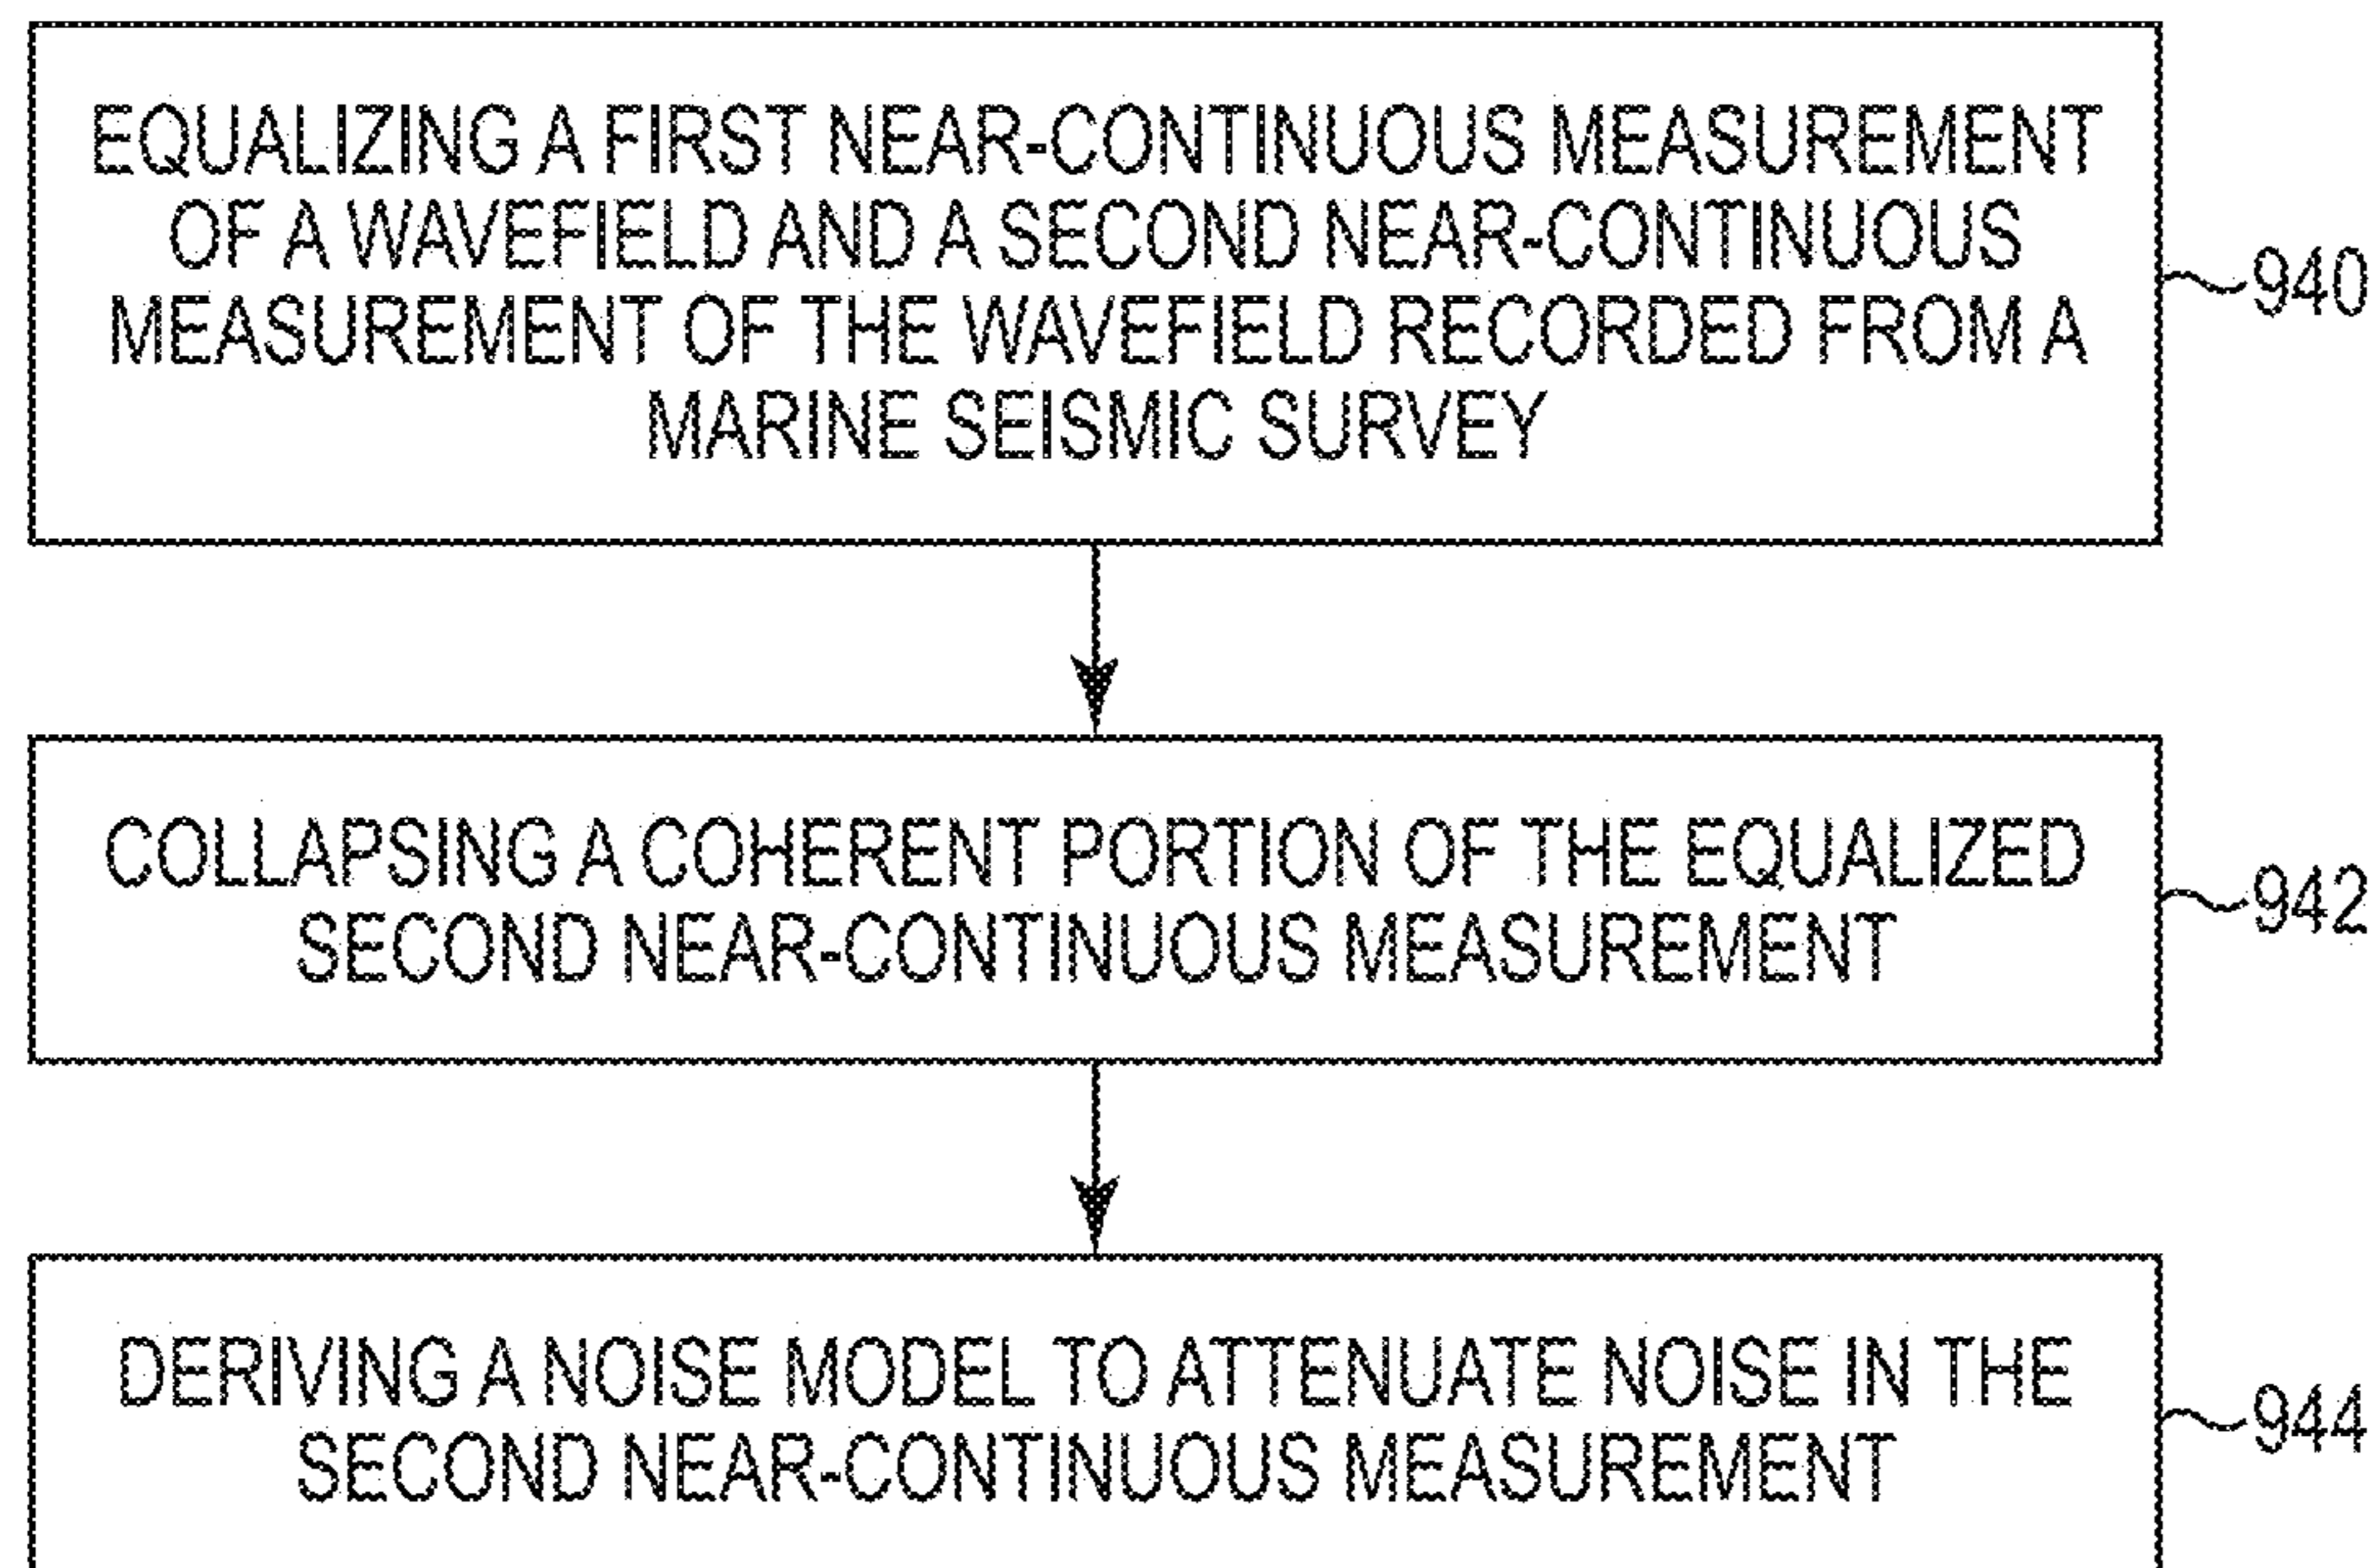 EQUALIZING A FIRST NEAR-CONTINUOUS MEASUREMENT
OF A WAVEFIELD AND A SECOND NEAR-CONTINUOUS
MEASUREMENT OF THE WAVEFIELD RECORDED FROM A
MARINE SEISMIC SURVEY
940
COLLAPSING A COHERENT PORTION OF THE EQUALIZED
SECOND NEAR-CONTINUOUS MEASUREMENT
942
DERIVING A NOISE MODEL TO ATTENUATE NOISE IN THE
SECOND NEAR-CONTINUOUS MEASUREMENT
944